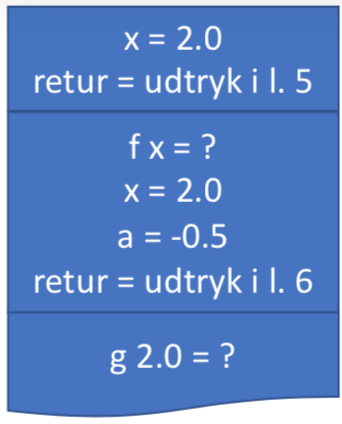 x = 2.0
retur = udtryk i l. 5
f x = ?
x = 2.0
a = -0.5
retur = udtryk i l. 6
g 2.0 = ?